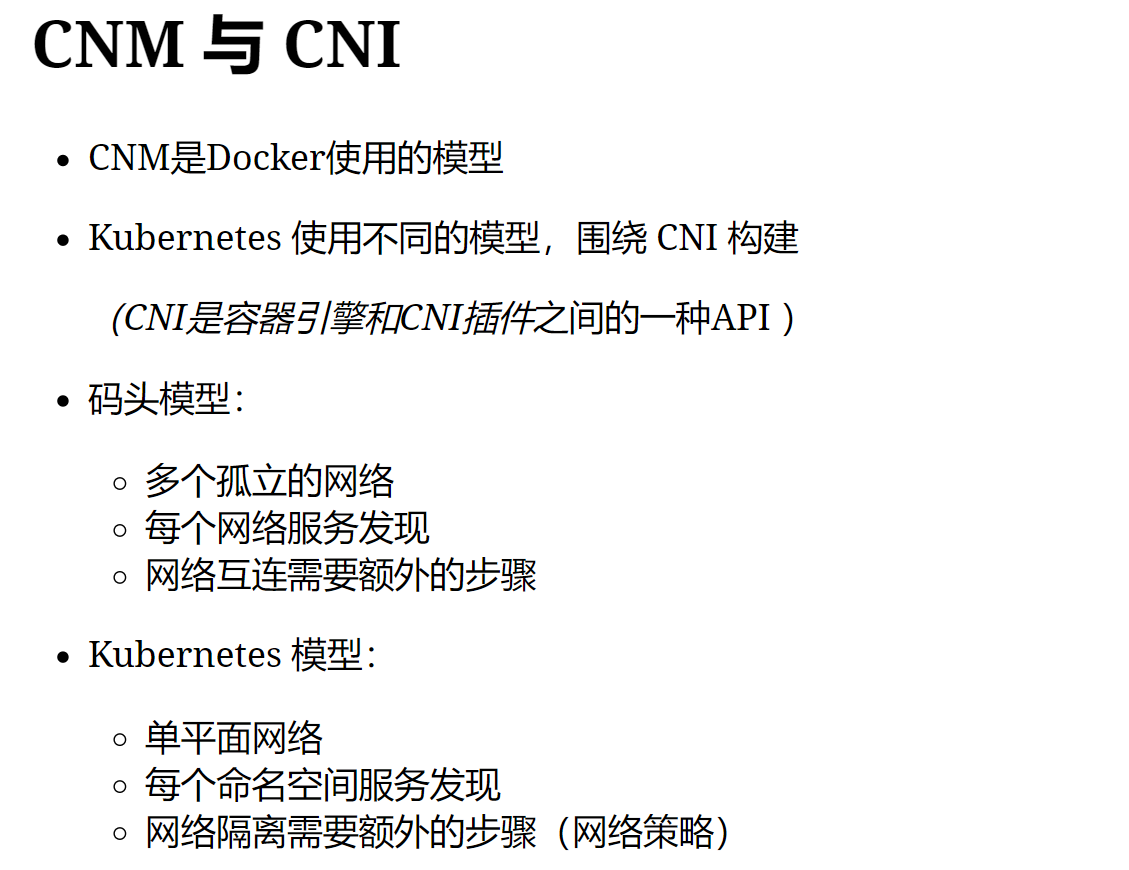 CNM 与 CNI
CNM是Docker使用的模型
Kubernetes 使用不同的模型，围绕 CNI 构建
（CNI是容器引擎和CNI插件之间的一种API ）
码头模型：
多个孤立的网络
每个网络服务发现
网络互连需要额外的步骤
Kubernetes 模型：
单平面网络
每个命名空间服务发现
网络隔离需要额外的步骤（网络策略）